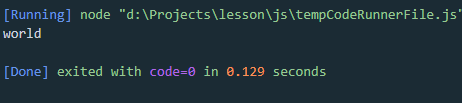 [Running] node "d:\Projects\lesson\js\tempCodeRunnerFile.js"
world
[Done] exited with code=0 in 0.129 seconds